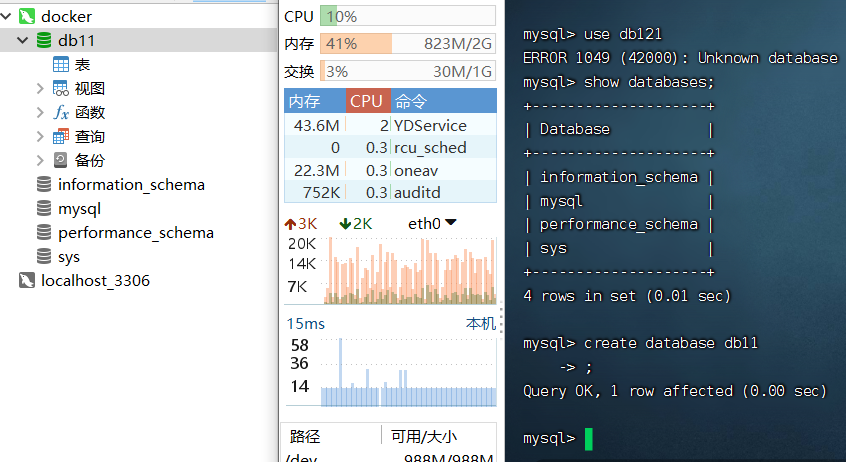 docker
db11
表
视图
函数
查询
备份
information_schema
mysql
performance_schema
sys
localhost_3306
CPU 10%
内存 41% 823M/2G
交换 3% 30M/1G
内存 CPU 命令
43.6M 2 YDService
0 0.3 rcu_sched
22.3M 0.3 oneav
752K 0.3 auditd
3K 2K eth0
20K
14K
7K
15ms 本机
58
36
14
路径 可用/大小
/dev 988M/988M
mysql> use db121
ERROR 1049 (42000): Unknown database
mysql> show databases;
+--------------------+
| Database |
+--------------------+
| information_schema |
| mysql |
| performance_schema |
| sys |
+--------------------+
4 rows in set (0.01 sec)
mysql> create database db11
-> ;
Query OK, 1 row affected (0.00 sec)
mysql>